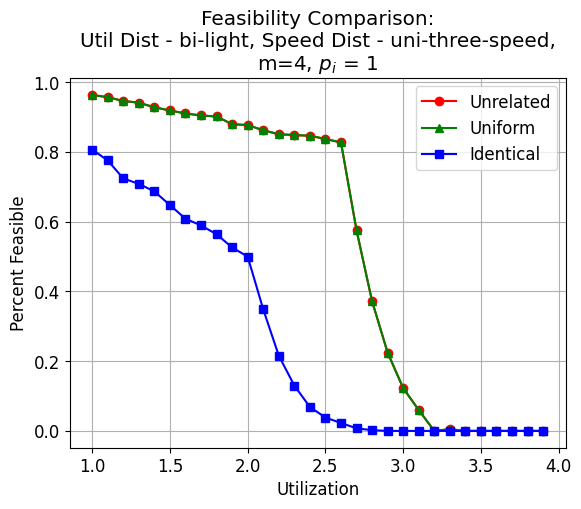 Feasibility Comparison:
Util Dist - bi-light, Speed Dist - uni-three-speed,
m=4, p_i = 1
Unrelated
Uniform
Identical
Percent Feasible
1.0
0.8
0.6
0.4
0.2
0.0
1.0 1.5 2.0 2.5 3.0 3.5 4.0
Utilization